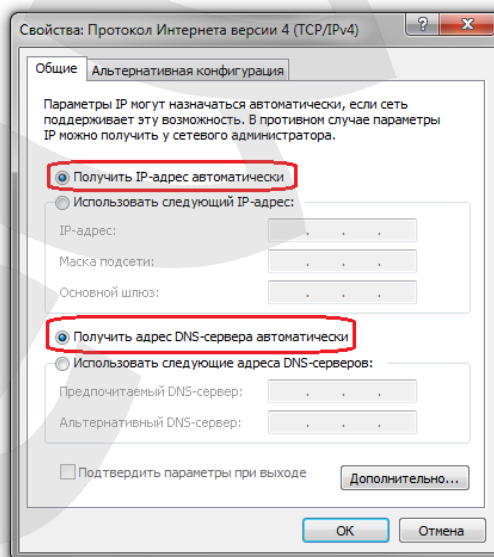 Свойства: Протокол Интернета версии 4 (TCP/IPv4)
Общие
Альтернативная конфигурация
Параметры IP могут назначаться автоматически, если сеть
поддерживает эту возможность. В противном случае параметры
IP можно получить у сетевого администратора.
Получить IP-адрес автоматически
Использовать следующий IP-адрес:
IP-адрес:
Маска подсети:
Основной шлюз:
Получить адрес DNS-сервера автоматически
Использовать следующие адреса DNS-серверов:
Предпочитаемый DNS-сервер:
Альтернативный DNS-сервер:
Подтвердить параметры при выходе
Дополнительно...
ОК
Отмена